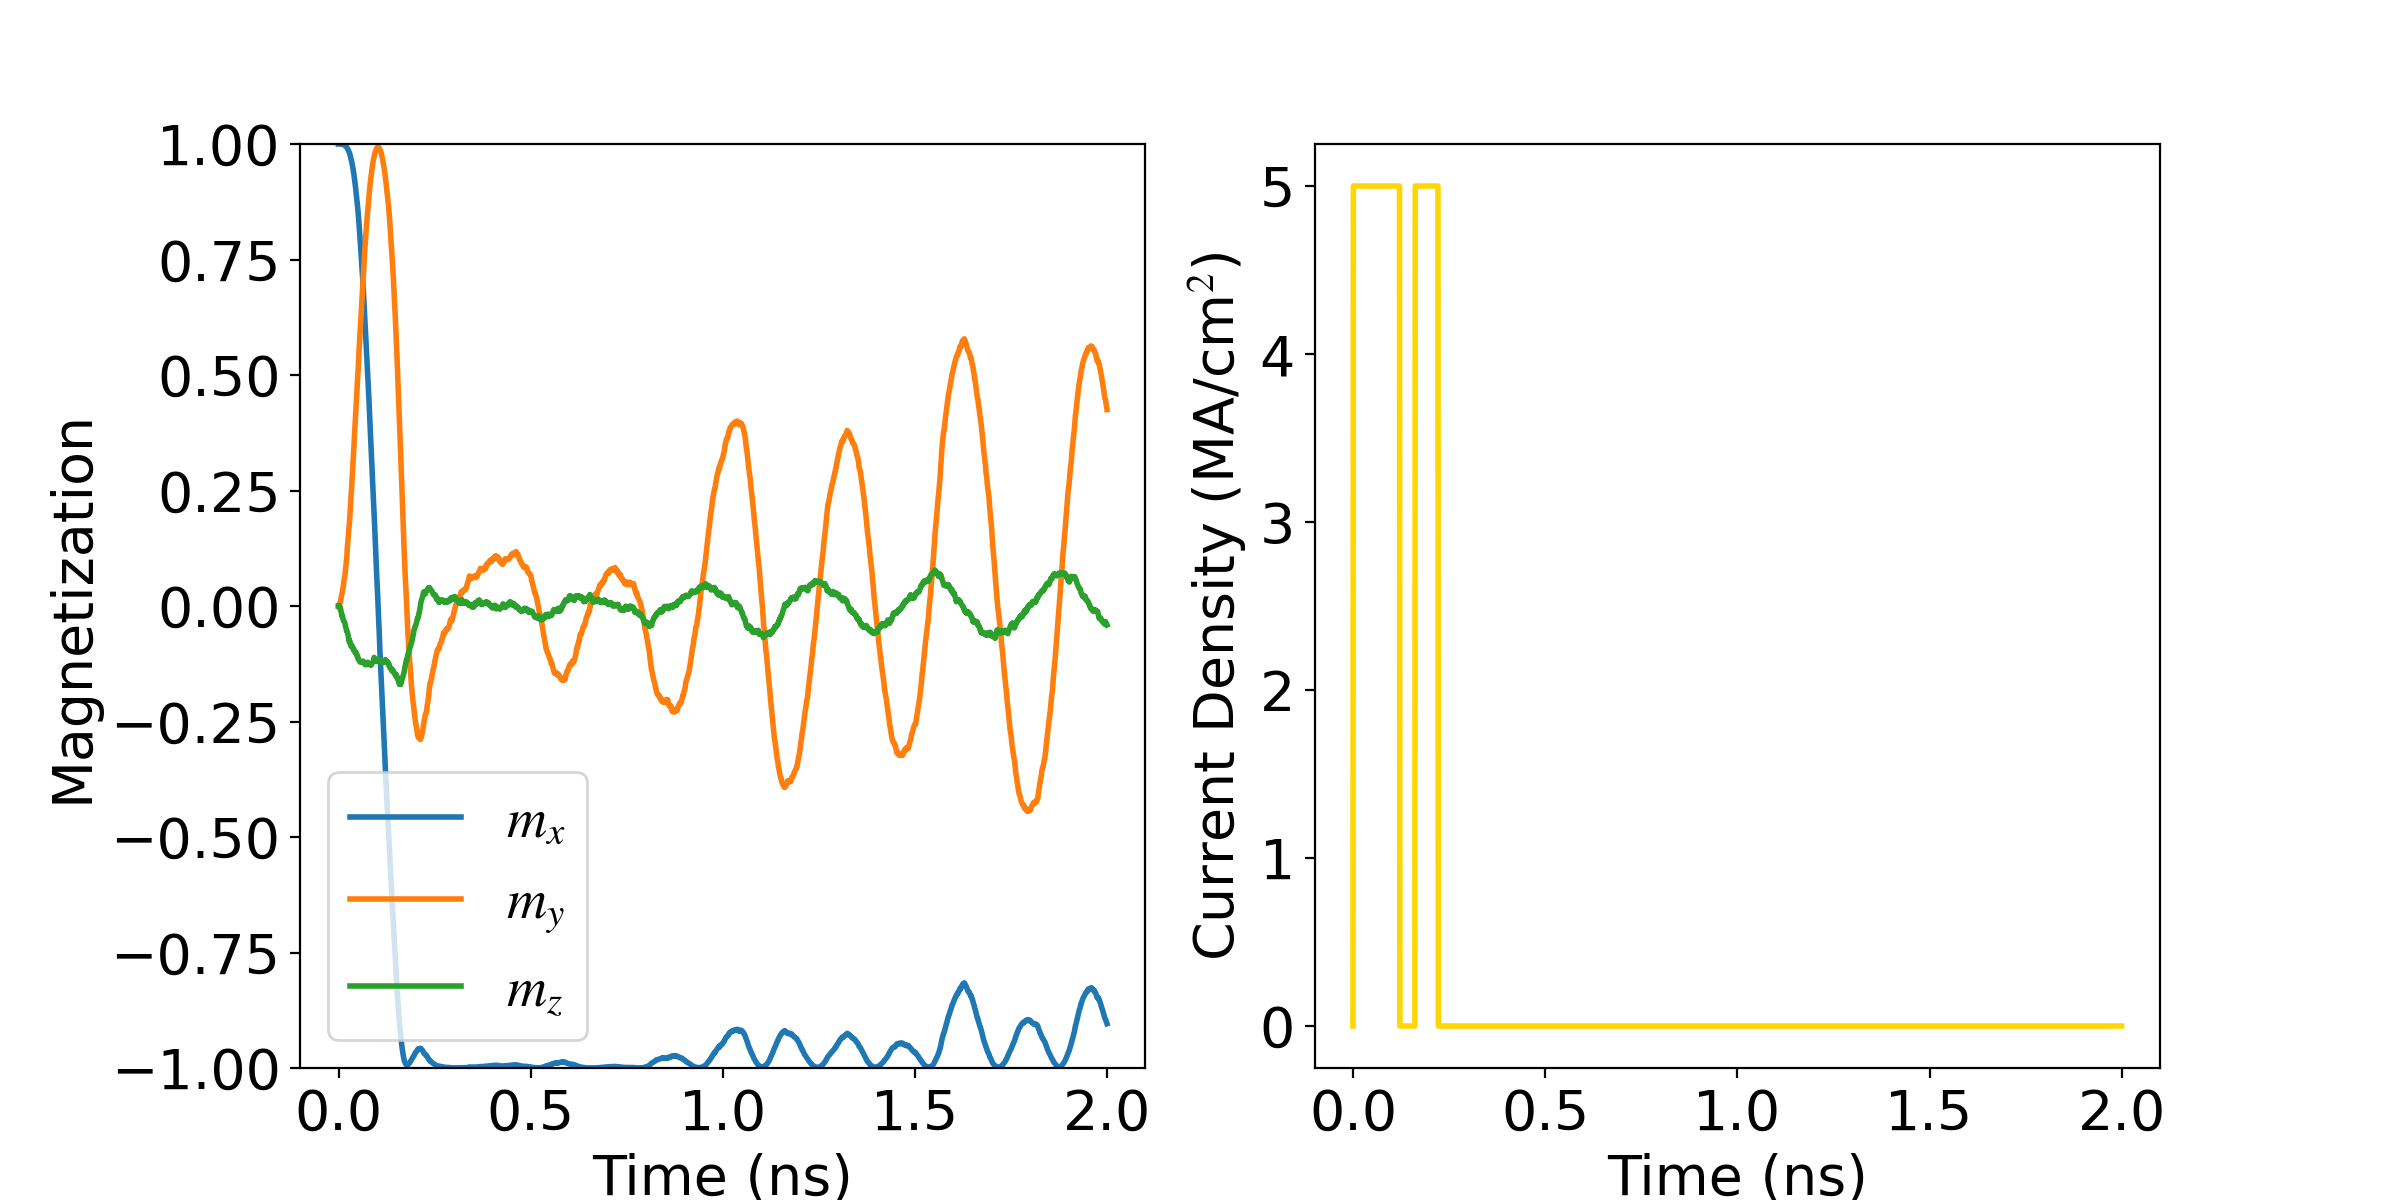 1.00
0.75
0.50
0.25
0.00
−0.25
−0.50
−0.75
−1.00
Magnetization
m_x
m_y
m_z
0.0 0.5 1.0 1.5 2.0
Time (ns)
5
4
3
2
1
0
Current Density (MA/cm²)
0.0 0.5 1.0 1.5 2.0
Time (ns)